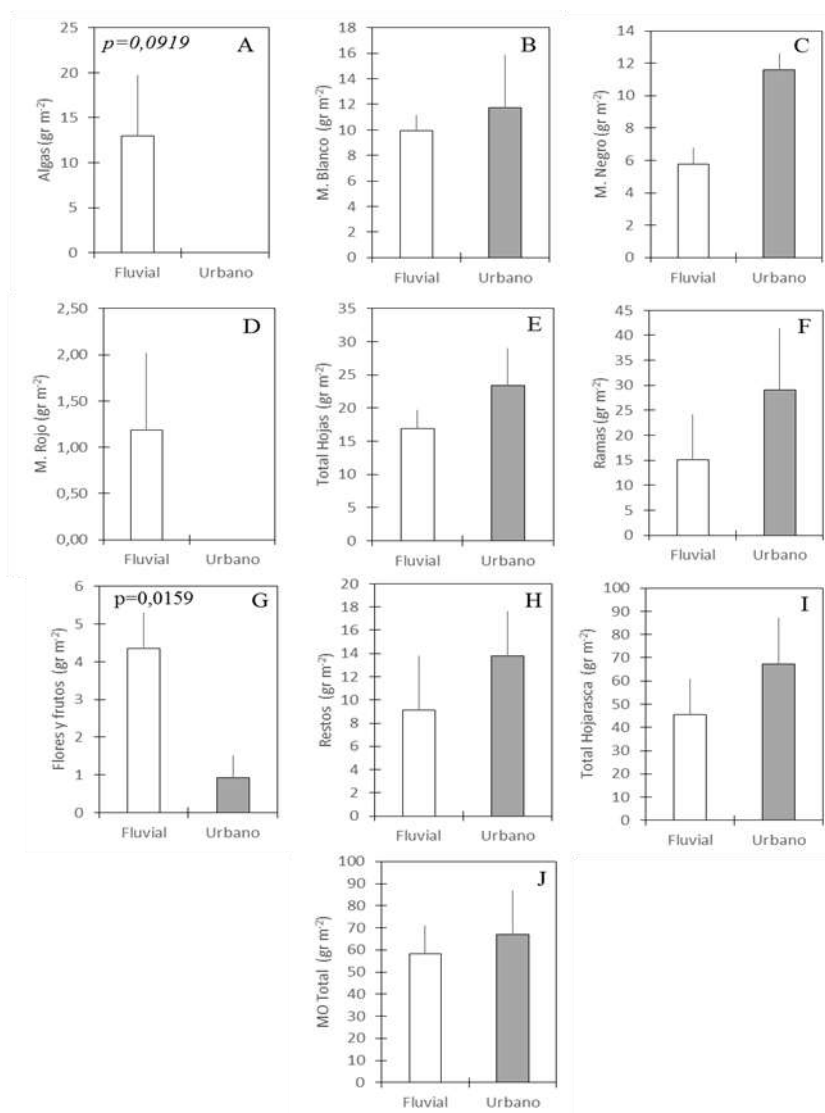 p=0,0919
A
Algas (gr m-2)
25
20
15
10
5
0
Fluvial Urbano
B
M. Blanco (gr m-2)
18
16
14
12
10
8
6
4
2
0
Fluvial Urbano
C
M. Negro (gr m-2)
14
12
10
8
6
4
2
0
Fluvial Urbano
D
M. Rojo (gr m-2)
2,50
2,00
1,50
1,00
0,50
0,00
Fluvial Urbano
E
Total Hojas (gr m-2)
35
30
25
20
15
10
5
0
Fluvial Urbano
F
Ramas (gr m-2)
45
40
35
30
25
20
15
10
5
0
Fluvial Urbano
p=0,0159
G
Flores y frutos (gr m-2)
6
5
4
3
2
1
0
Fluvial Urbano
H
Restos (gr m-2)
20
18
16
14
12
10
8
6
4
2
0
Fluvial Urbano
I
Total Hojarasca (gr m-2)
100
90
80
70
60
50
40
30
20
10
0
Fluvial Urbano
J
MO Total (gr m-2)
100
90
80
70
60
50
40
30
20
10
0
Fluvial Urbano